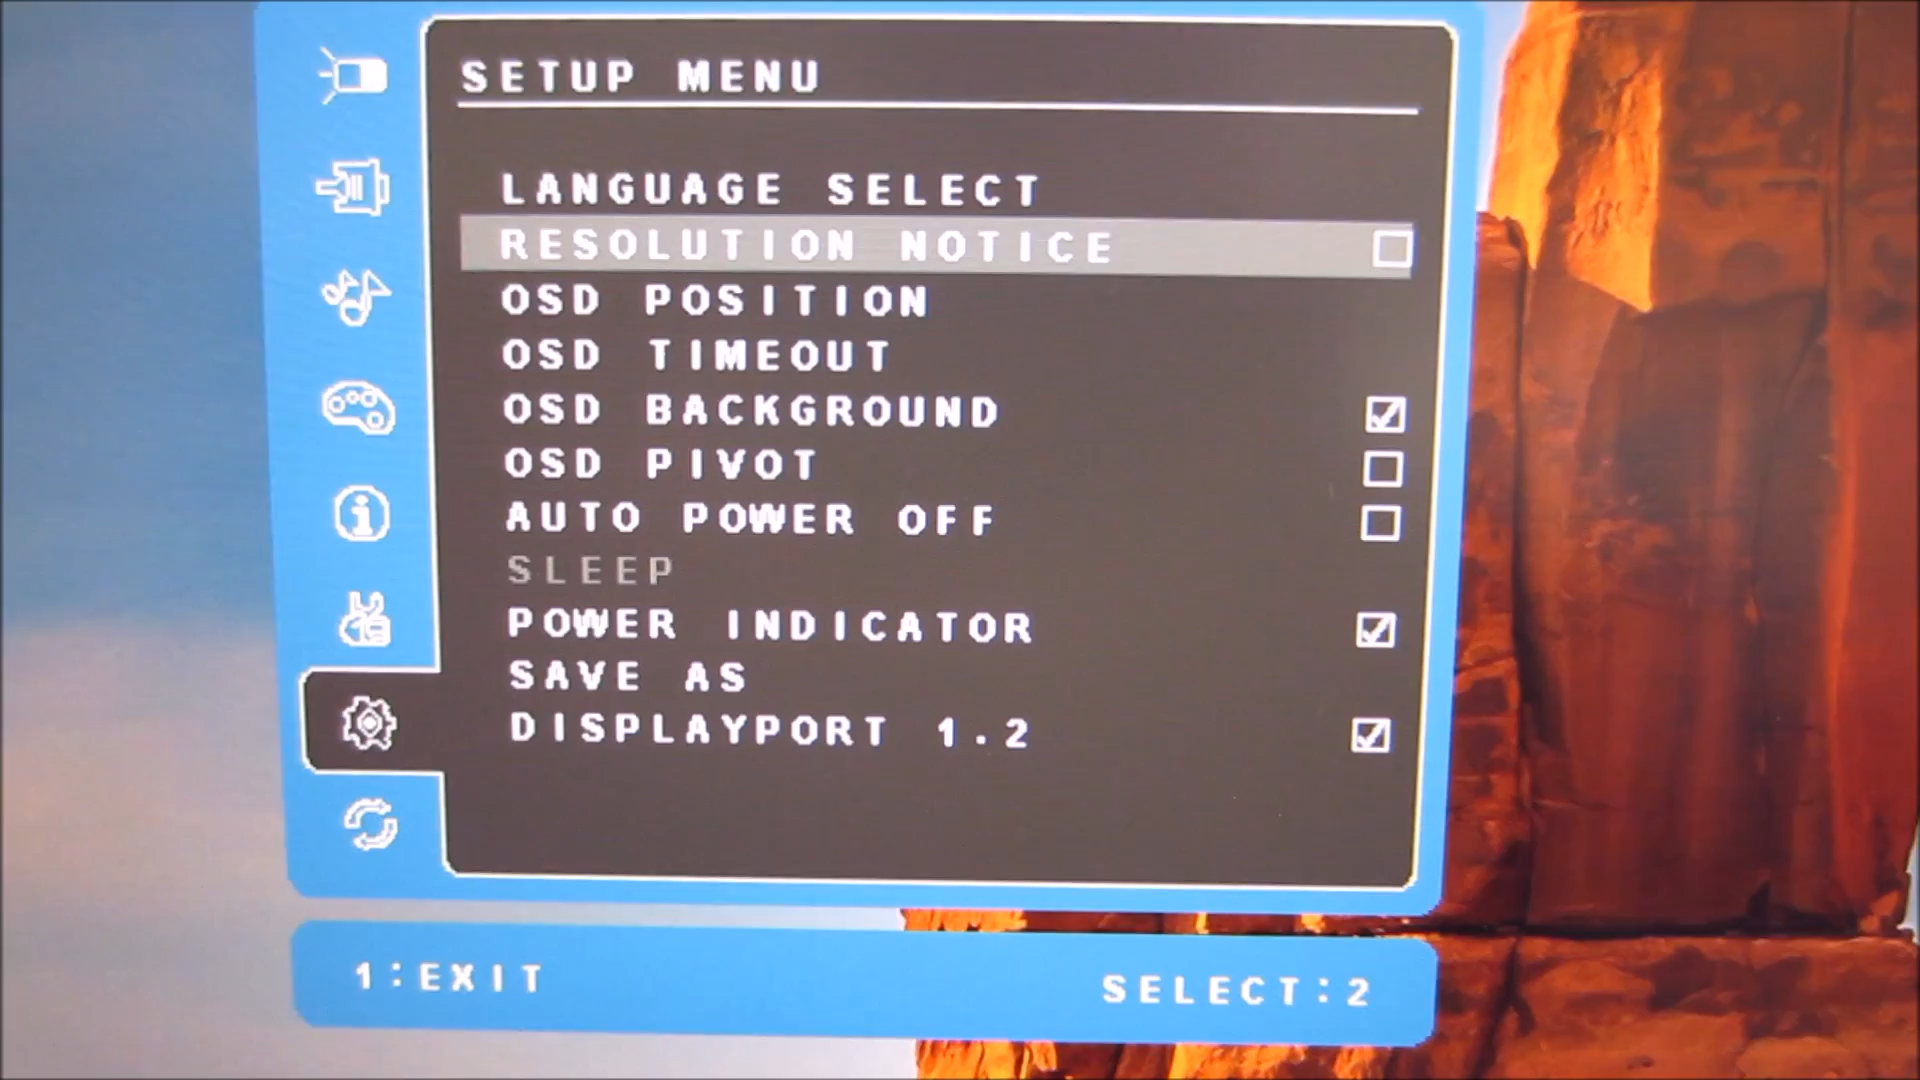 SETUP MENU
LANGUAGE SELECT
RESOLUTION NOTICE
OSD POSITION
OSD TIMEOUT
OSD BACKGROUND
OSD PIVOT
AUTO POWER OFF
SLEEP
POWER INDICATOR
SAVE AS
DISPLAYPORT 1.2
1:EXIT
SELECT:2